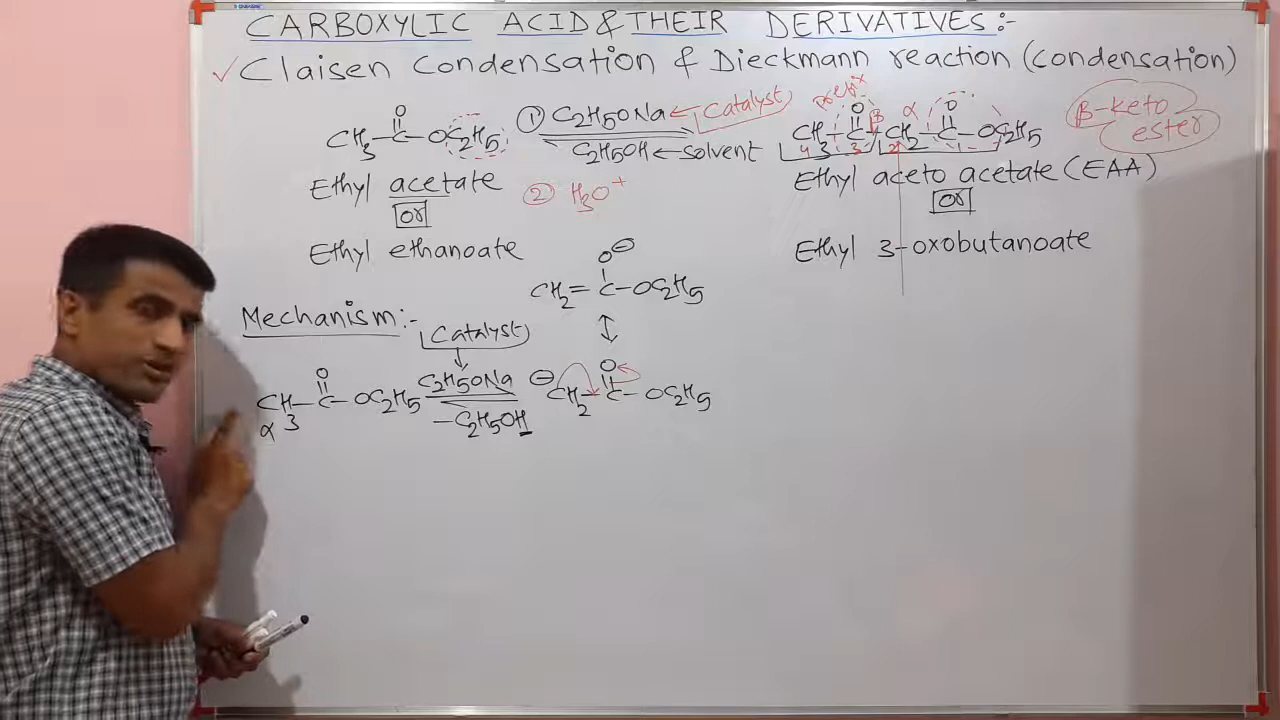 CARBOXYLIC ACID & THEIR DERIVATIVES:-
✓ Claisen Condensation & Dieckmann reaction (condensation)
CH3-C(=O)-OC2H5 ① C2H5ONa ← Catalyst CH3-C(=O)-CH2-C(=O)-OC2H5 β-keto ester
C2H5OH ← Solvent
4 3 2 1 β α
Ethyl acetate ② H3O+ Ethyl aceto acetate (EAA)
or or
Ethyl ethanoate Ethyl 3-oxobutanoate
CH2=C(-O⊖)-OC2H5
↕
Mechanism:-
Catalyst
CH3-C(=O)-OC2H5 C2H5ONa ⊖CH2-C(=O)-OC2H5
α -C2H5OH